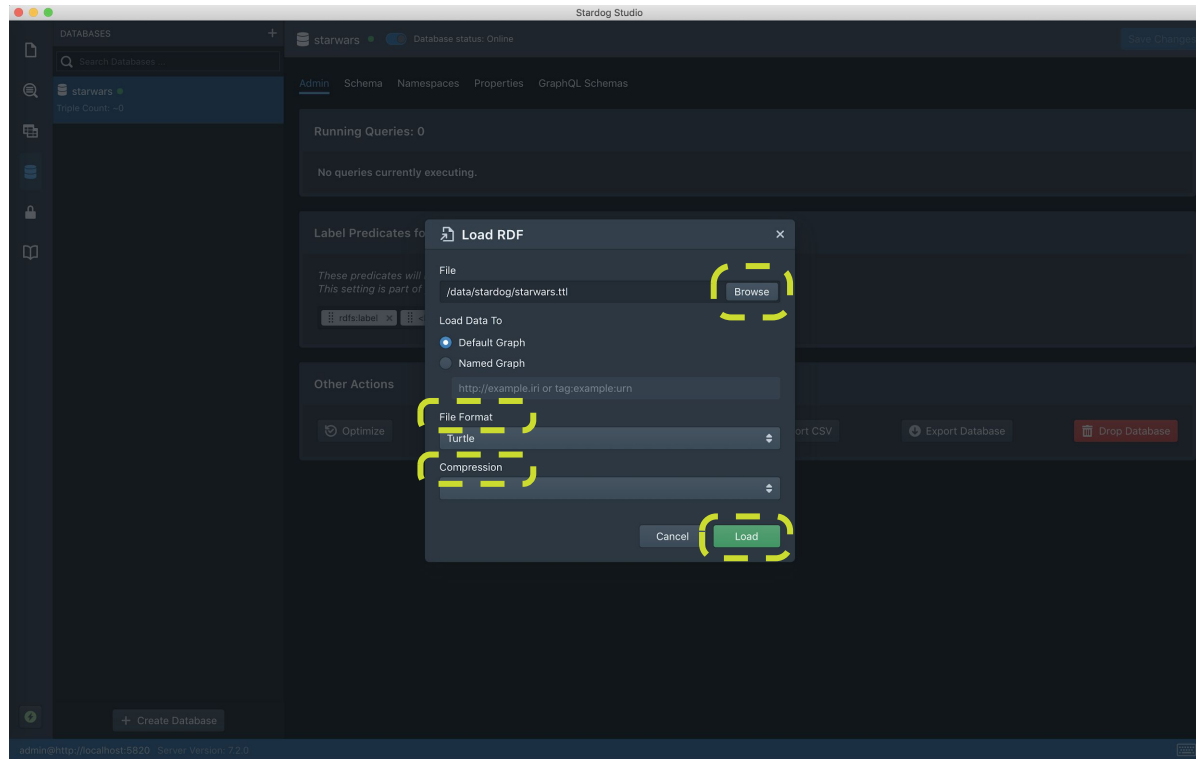 Stardog Studio
DATABASES +
Search Databases ...
starwars
Triple Count: ~0
+ Create Database
starwars Database status: Online
Save Change
Admin Schema Namespaces Properties GraphQL Schemas
Running Queries: 0
No queries currently executing.
Label Predicates fo
These predicates will
This setting is part of
rdfs:label ×
Other Actions
Optimize
ort CSV
Export Database
Drop Database
Load RDF ×
File
/data/stardog/starwars.ttl
Browse
Load Data To
Default Graph
Named Graph
http://example.iri or tag:example:urn
File Format
Turtle
Compression
Cancel
Load
admin@http://localhost:5820 Server Version: 7.2.0